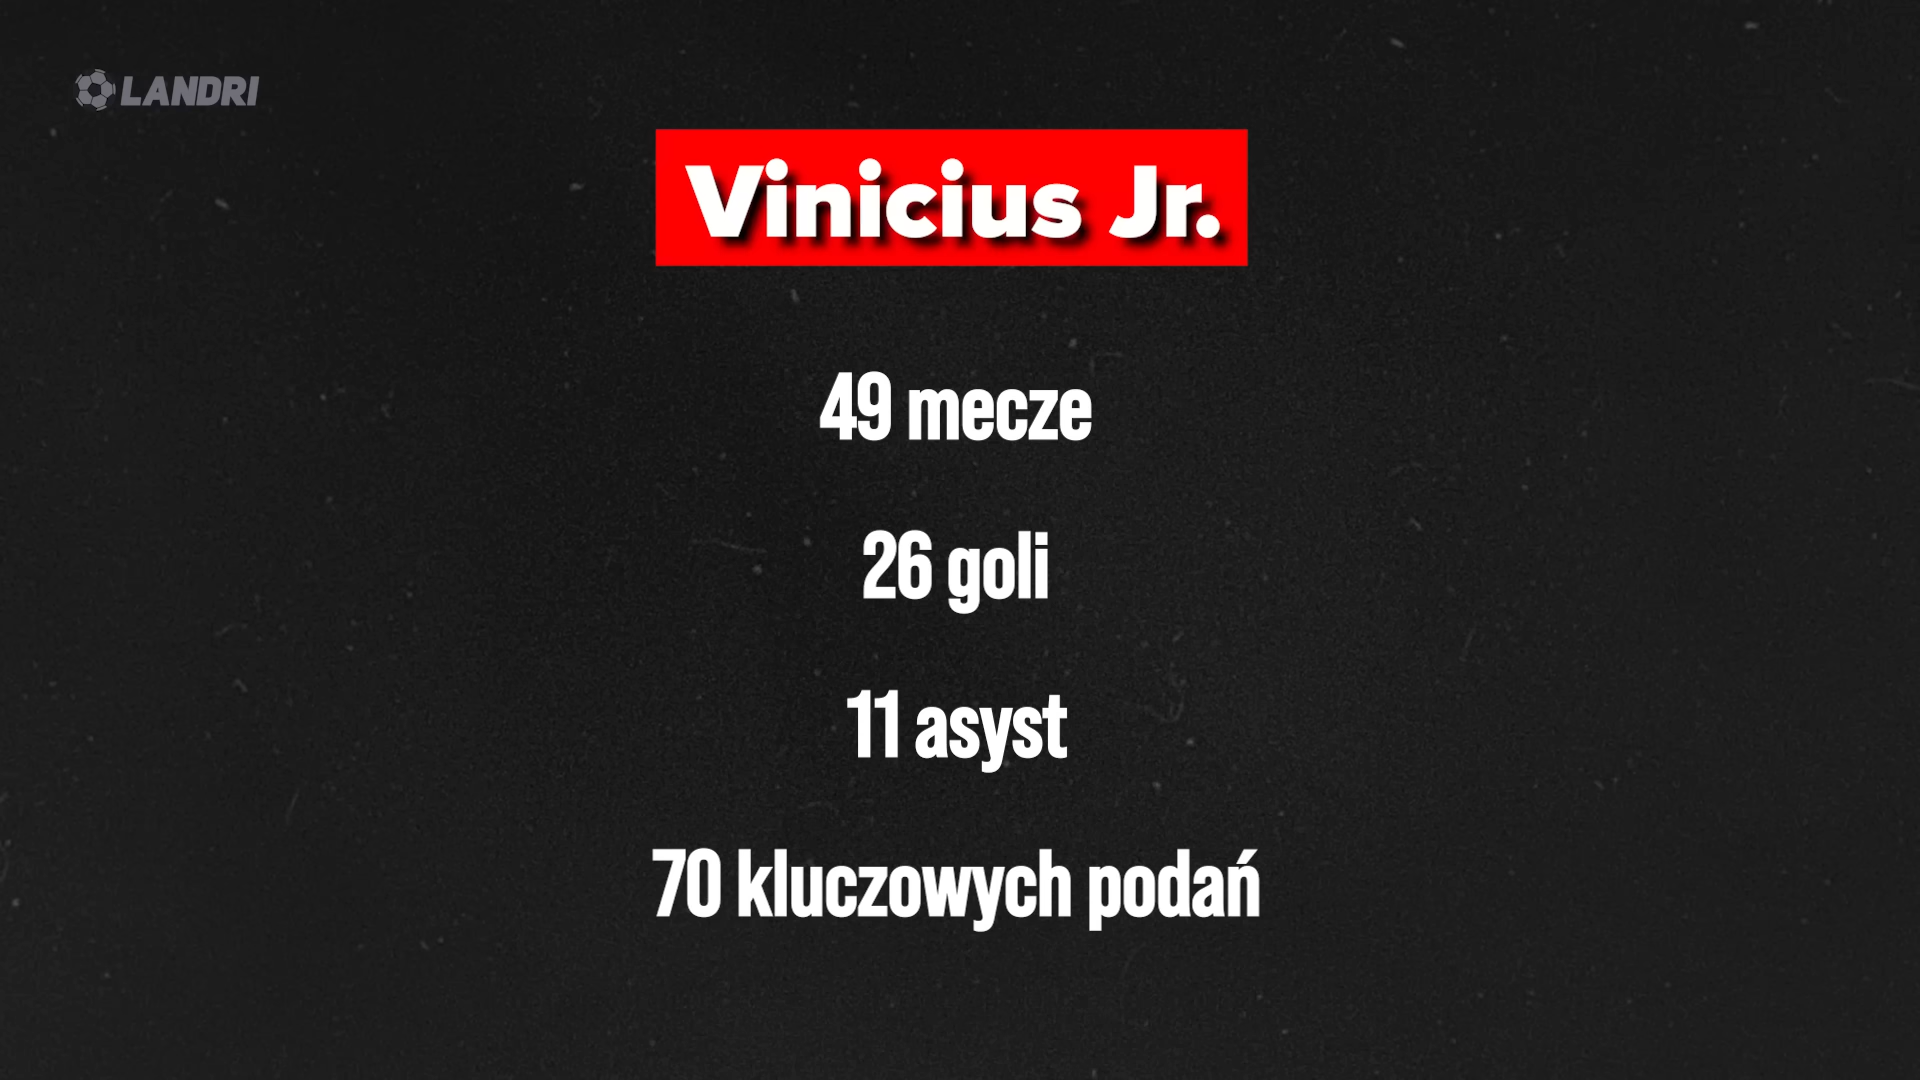 LANDRI
Vinicius Jr.
49 mecze
26 goli
11 asyst
70 kluczowych podań